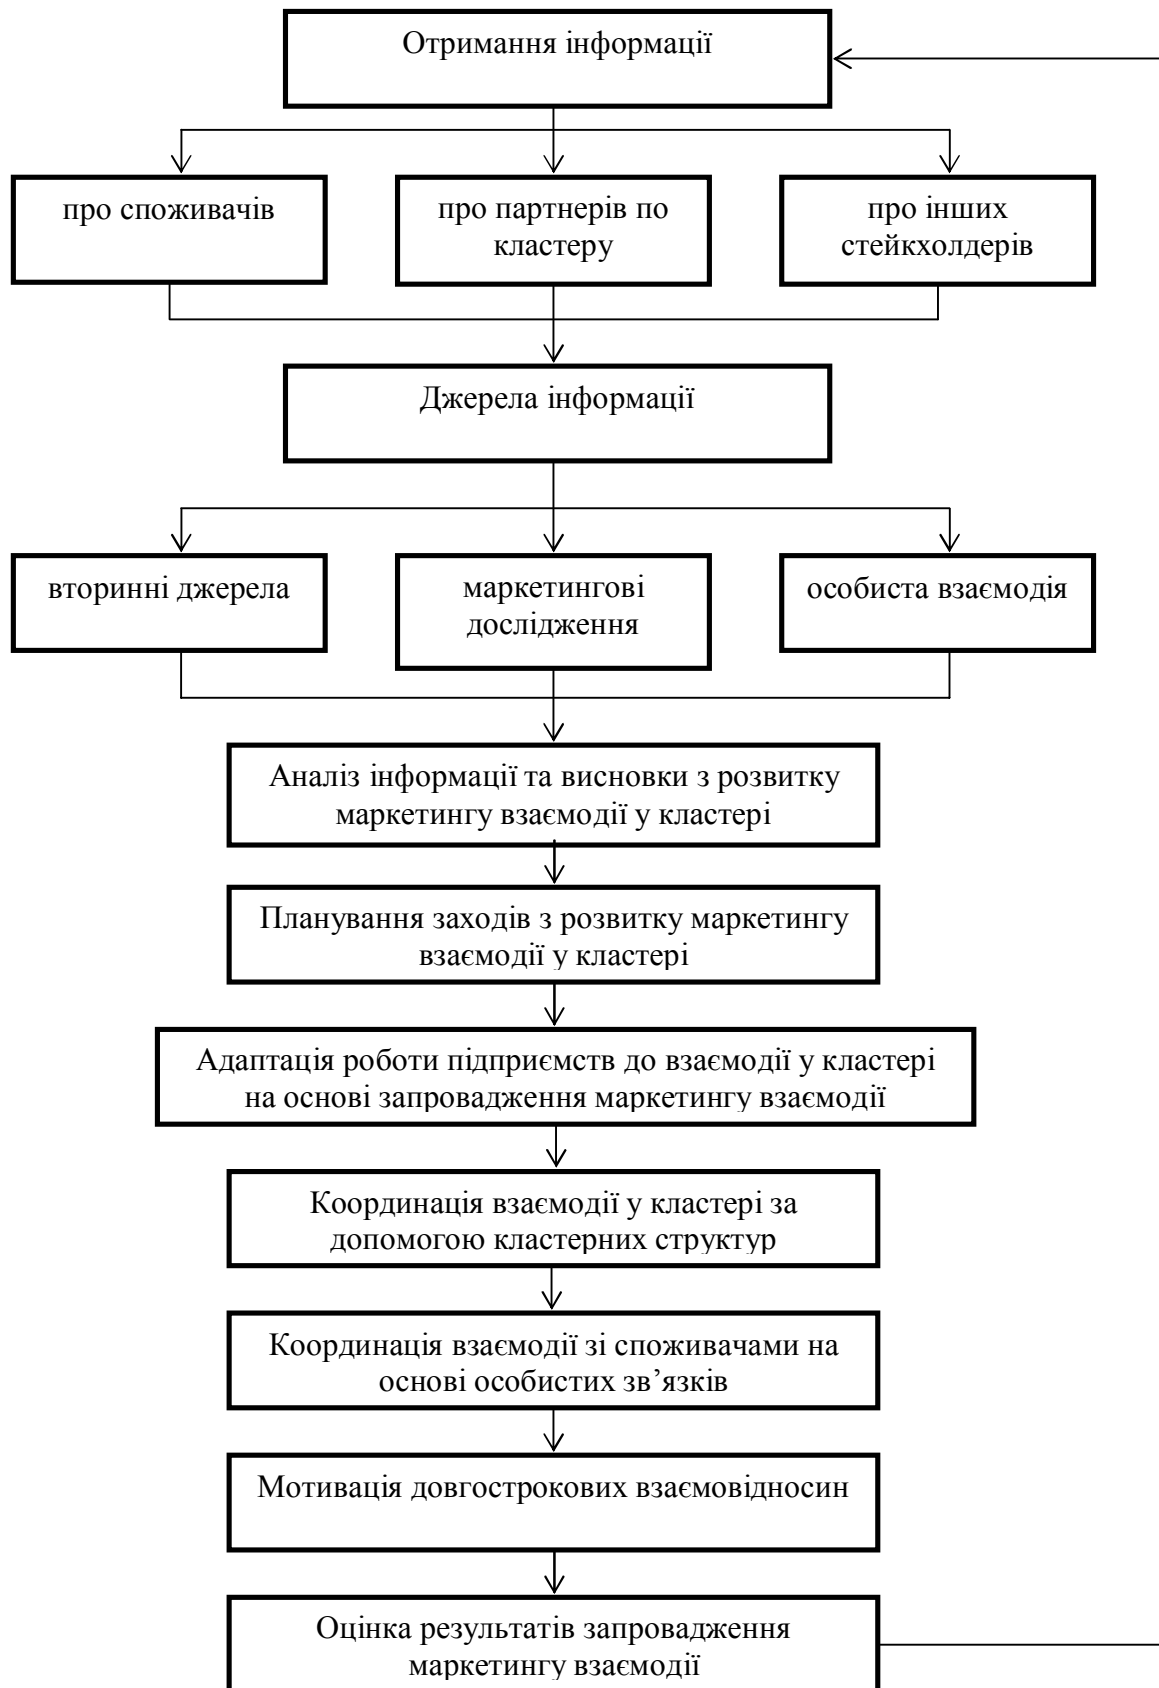 Отримання інформації
про споживачів
про партнерів по
кластеру
про інших
стейкхолдерів
Джерела інформації
вторинні джерела
маркетингові
дослідження
особиста взаємодія
Аналіз інформації та висновки з розвитку
маркетингу взаємодії у кластері
Планування заходів з розвитку маркетингу
взаємодії у кластері
Адаптація роботи підприємств до взаємодії у кластері
на основі запровадження маркетингу взаємодії
Координація взаємодії у кластері за
допомогою кластерних структур
Координація взаємодії зі споживачами на
основі особистих зв’язків
Мотивація довгострокових взаємовідносин
Оцінка результатів запровадження
маркетингу взаємодії